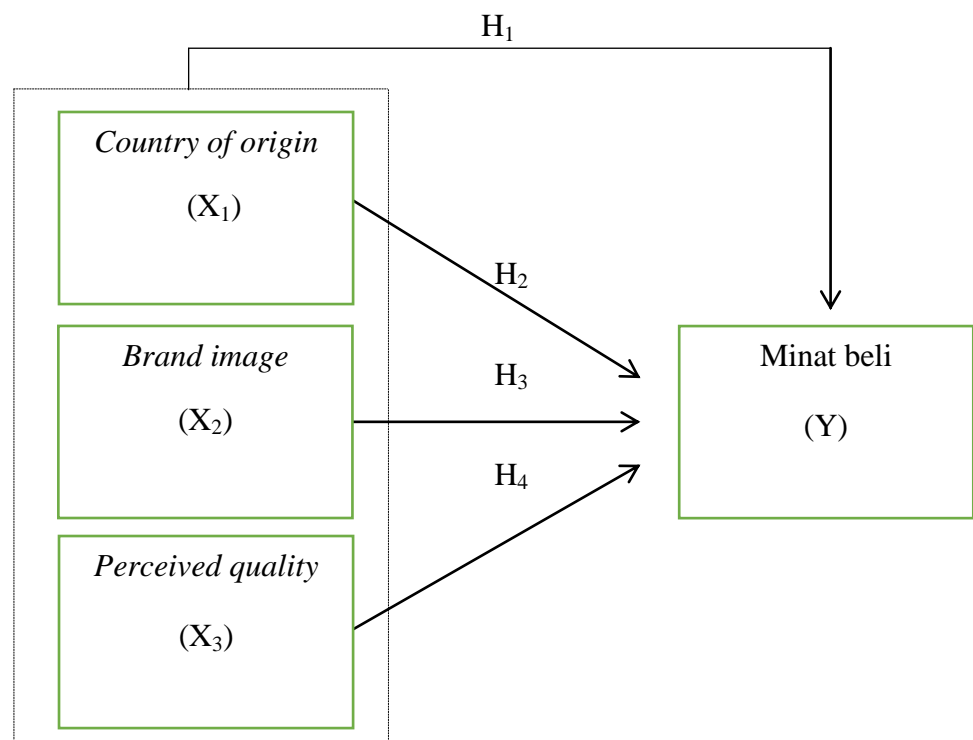 H₁
Country of origin
(X₁)
H₂
Brand image
(X₂)
H₃
Minat beli
(Y)
H₄
Perceived quality
(X₃)